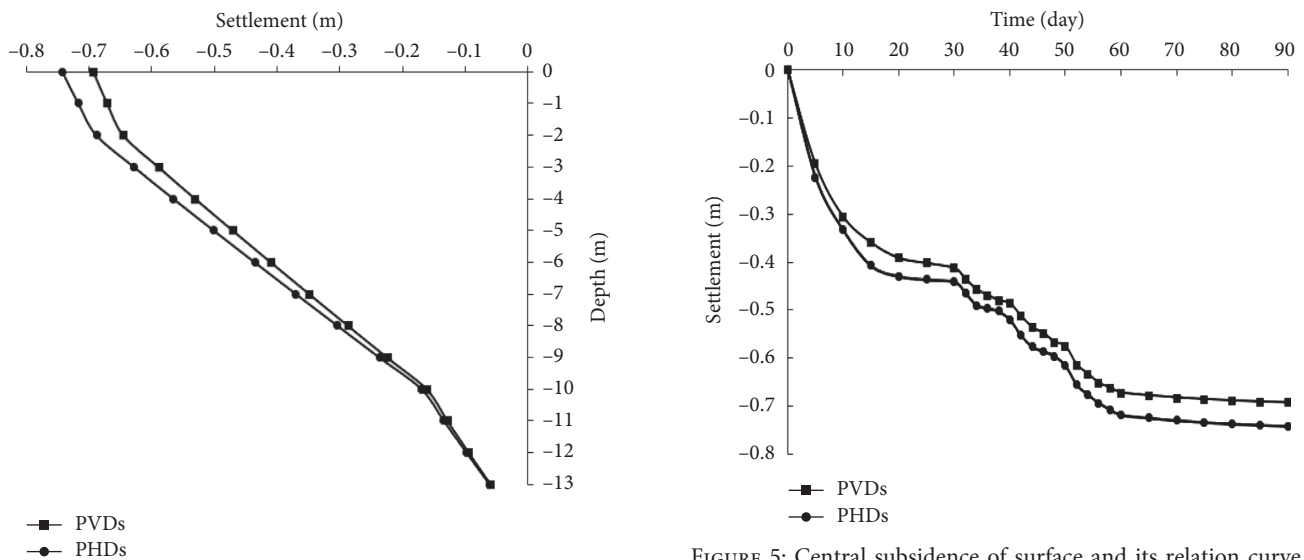 Settlement (m)
–0.8 –0.7 –0.6 –0.5 –0.4 –0.3 –0.2 –0.1 0
0
–1
–2
–3
–4
–5
–6
–7
–8
–9
–10
–11
–12
–13
Depth (m)
PVDs
PHDs
Time (day)
0 10 20 30 40 50 60 70 80 90
0
–0.1
–0.2
–0.3
–0.4
–0.5
–0.6
–0.7
–0.8
Settlement (m)
PVDs
PHDs
FIGURE 5: Central subsidence of surface and its relation curve